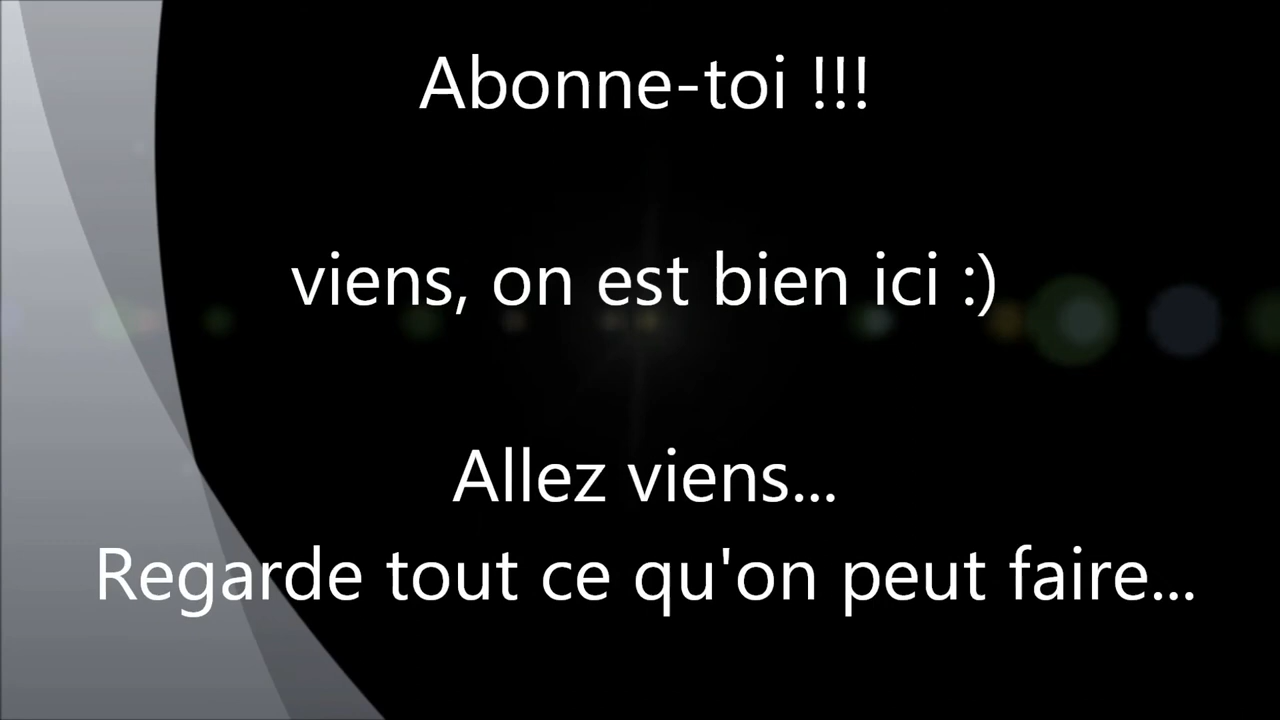 Abonne-toi !!!
viens, on est bien ici :)
Allez viens...
Regarde tout ce qu'on peut faire...